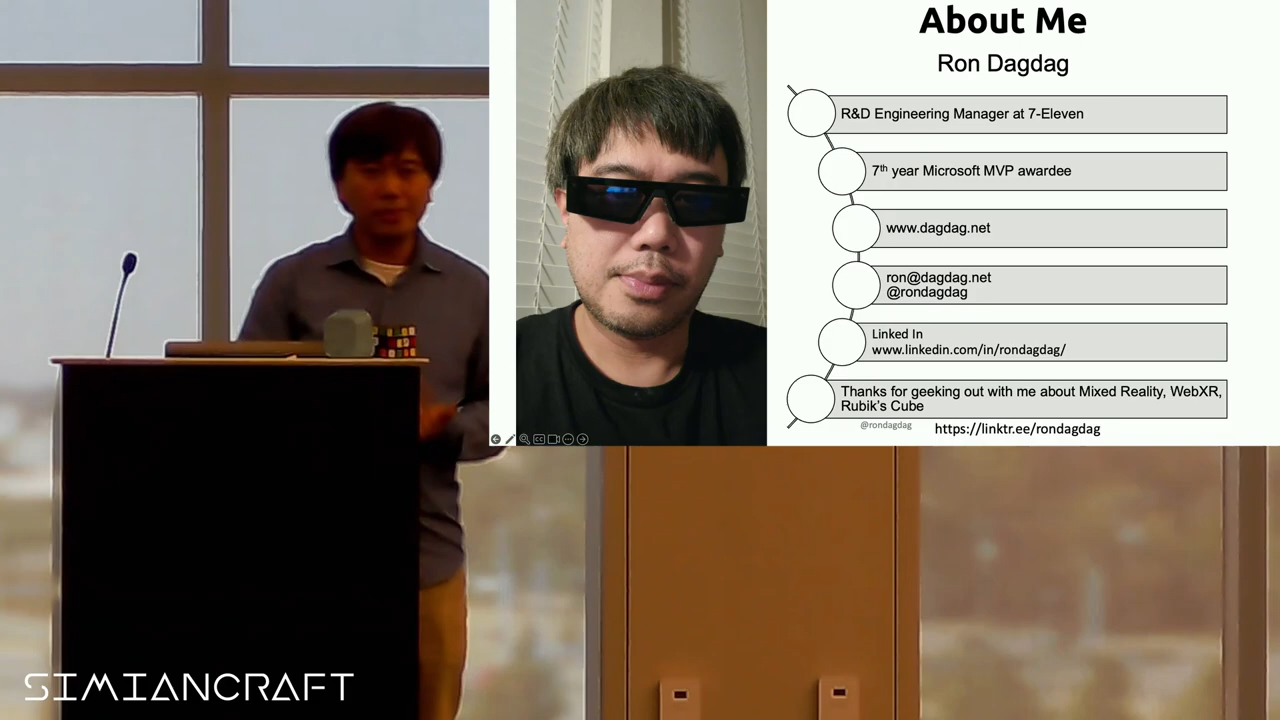 About Me
Ron Dagdag
R&D Engineering Manager at 7-Eleven
7th year Microsoft MVP awardee
www.dagdag.net
ron@dagdag.net
@rondagdag
Linked In
www.linkedin.com/in/rondagdag/
Thanks for geeking out with me about Mixed Reality, WebXR,
Rubik's Cube
@rondagdag
https://linktr.ee/rondagdag
CC
SIMIANCRAFT